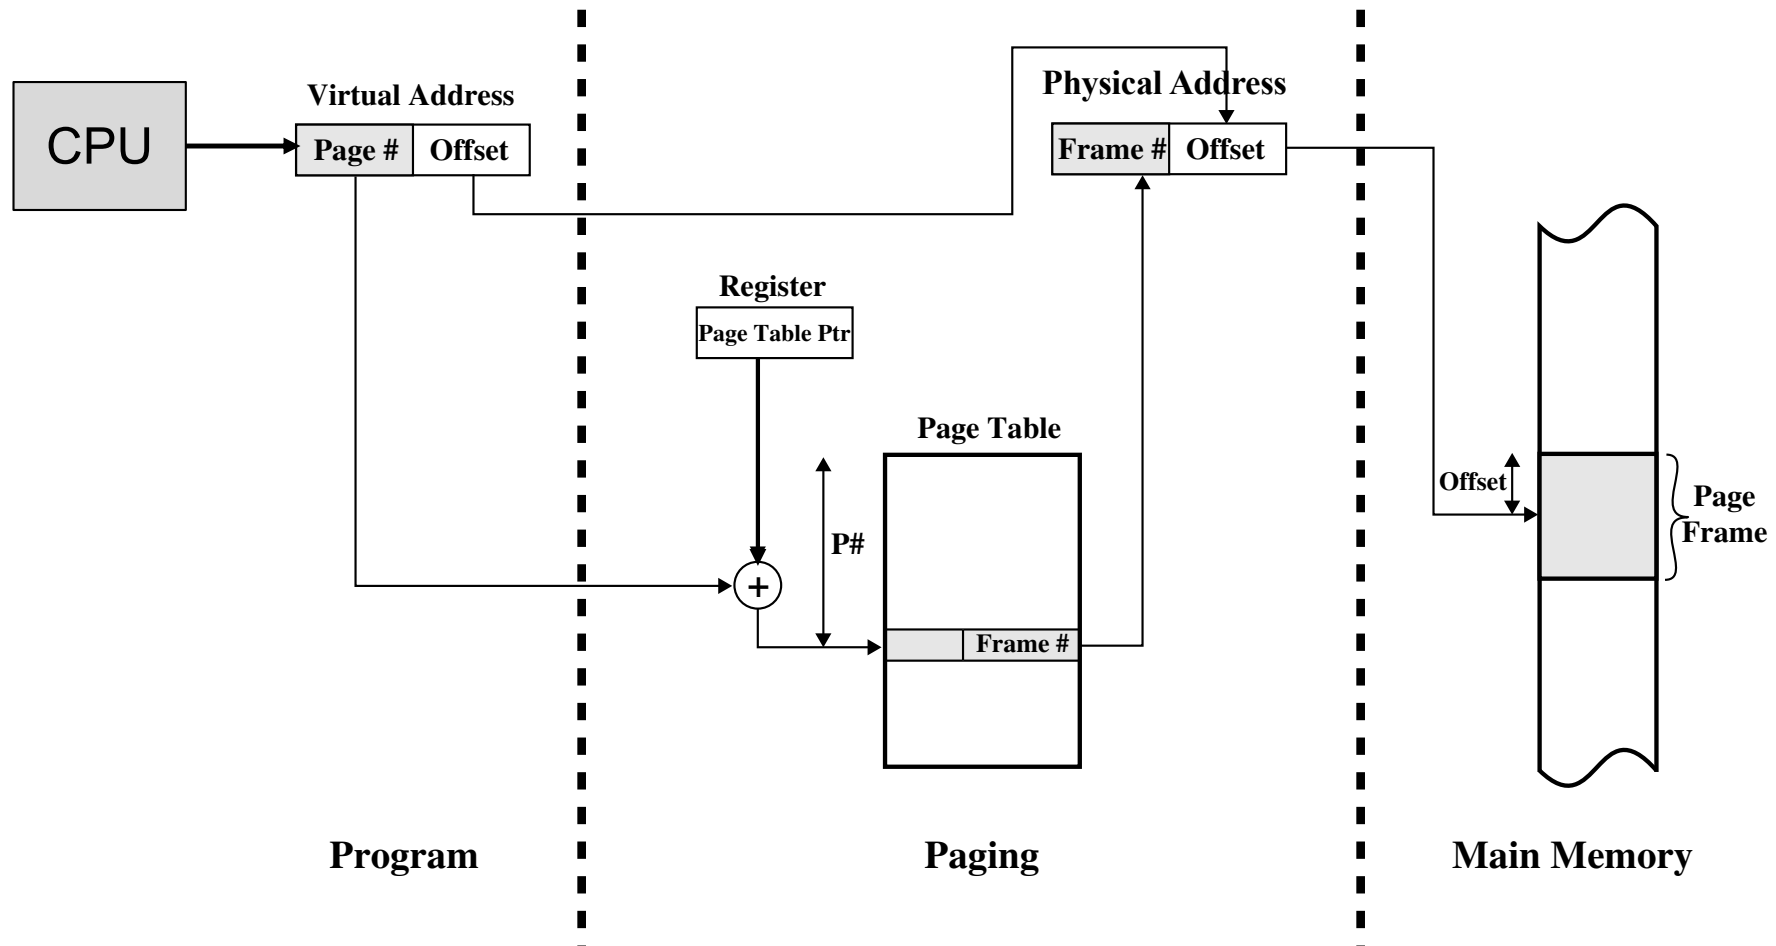 CPU
Virtual Address
Page #
Offset
Physical Address
Frame #
Offset
Register
Page Table Ptr
Page Table
P#
+
Frame #
Offset
Page
Frame
Program
Paging
Main Memory